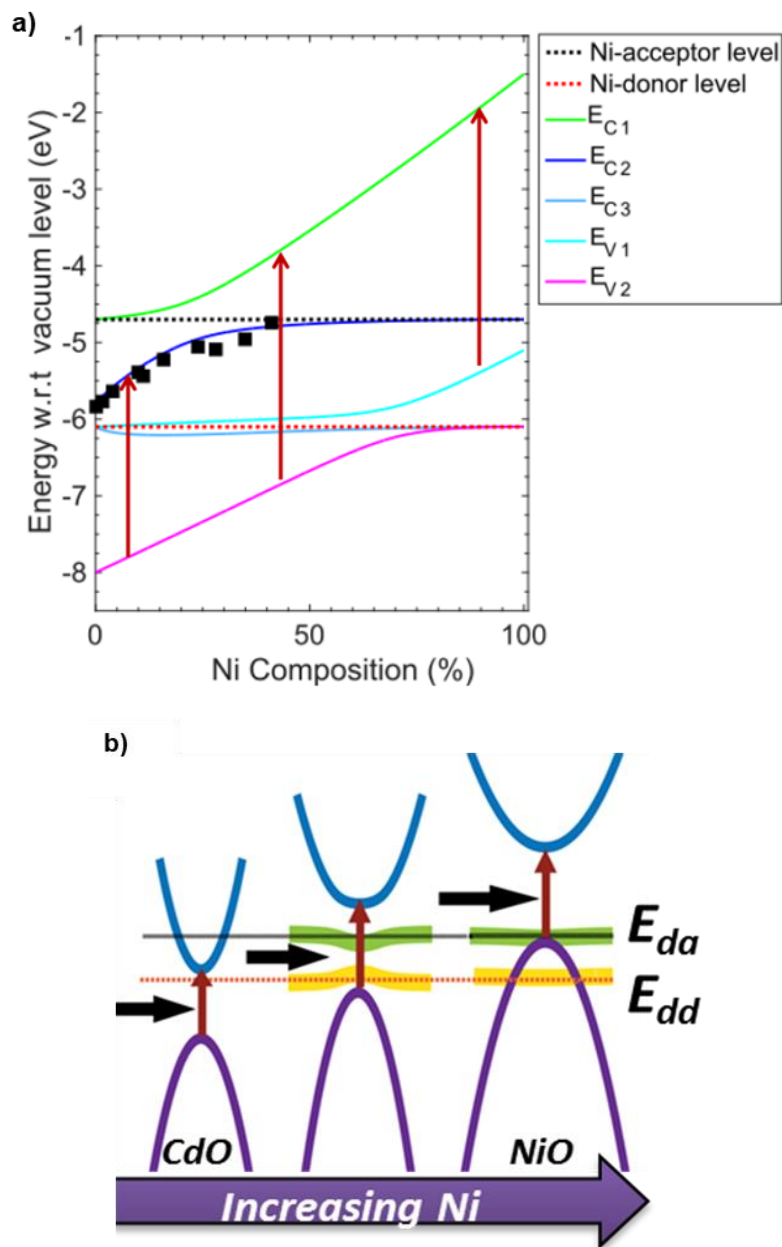 a)
-1
-2
-3
-4
-5
-6
-7
-8
Energy w.r.t vacuum level (eV)
0
50
100
Ni Composition (%)
Ni-acceptor level
Ni-donor level
E_C1
E_C2
E_C3
E_V1
E_V2
b)
E_da
E_dd
CdO
NiO
Increasing Ni